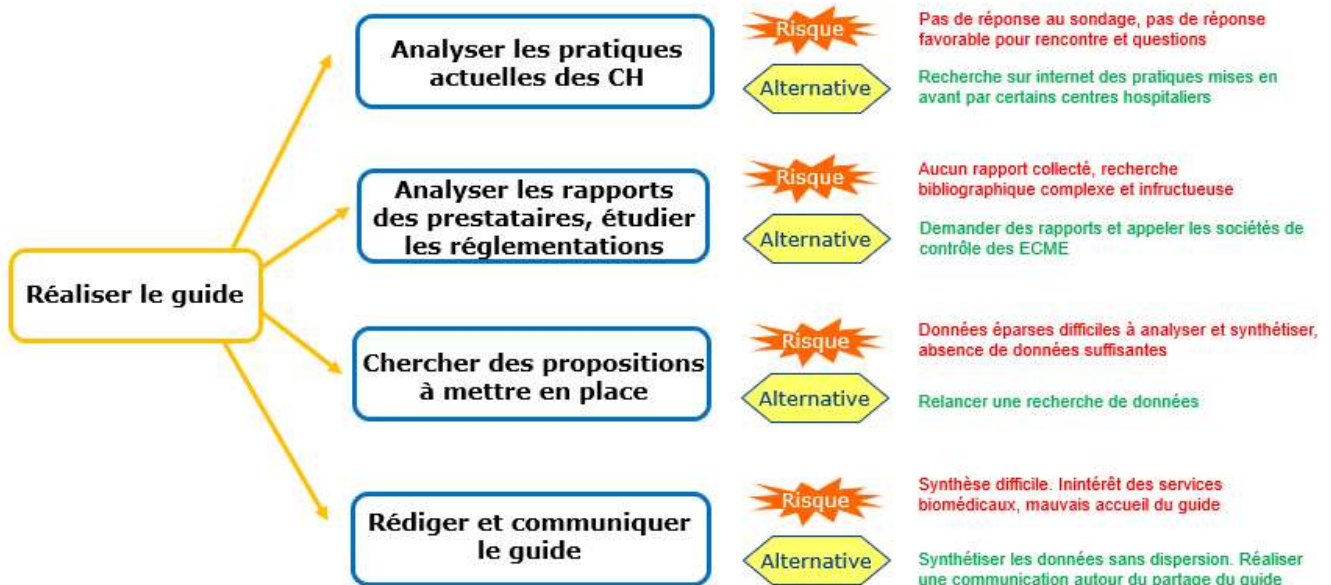 Analyser les pratiques
actuelles des CH
Risque
Pas de réponse au sondage, pas de réponse
favorable pour rencontre et questions
Alternative
Recherche sur internet des pratiques mises en
avant par certains centres hospitaliers
Réaliser le guide
Analyser les rapports
des prestataires, étudier
les réglementations
Risque
Aucun rapport collecté, recherche
bibliographique complexe et infructueuse
Alternative
Demander des rapports et appeler les sociétés de
contrôle des ECME
Chercher des propositions
à mettre en place
Risque
Données éparses difficiles à analyser et synthétiser,
absence de données suffisantes
Alternative
Relancer une recherche de données
Rédiger et communiquer
le guide
Risque
Synthèse difficile. Inintérêt des services
biomédicaux, mauvais accueil du guide
Alternative
Synthétiser les données sans dispersion. Réaliser
une communication autour du partage du guide